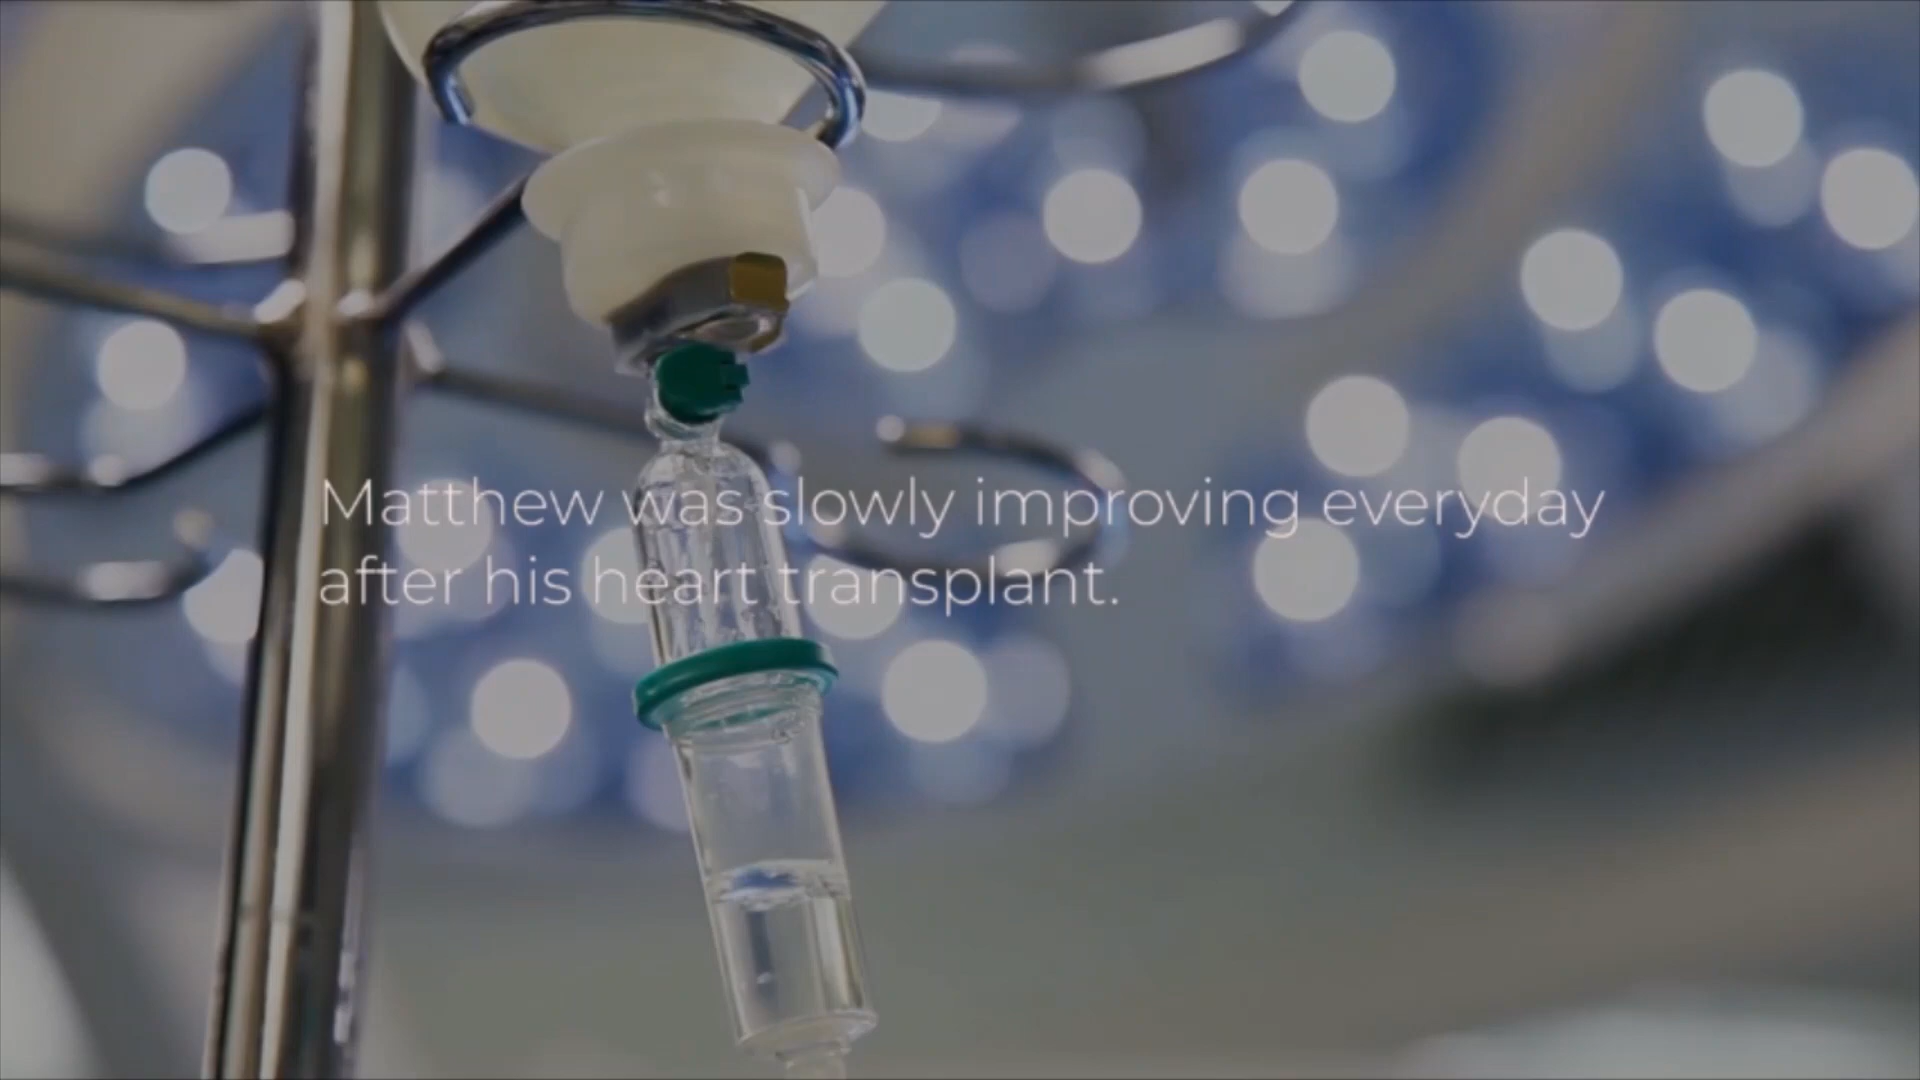 Matthew was slowly improving everyday
after his heart transplant.